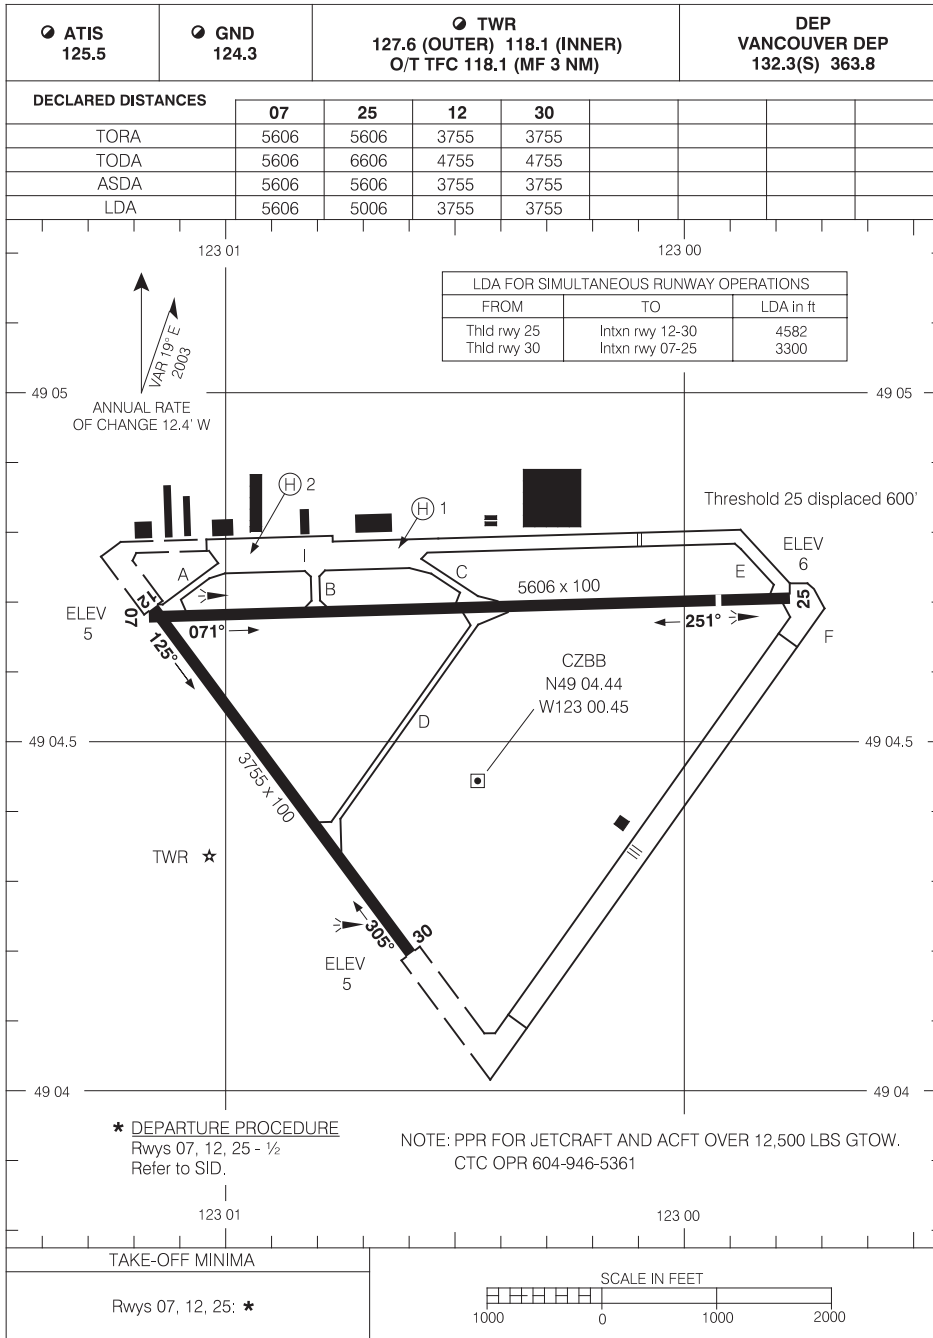 ATIS
125.5
GND
124.3
TWR
127.6 (OUTER) 118.1 (INNER)
O/T TFC 118.1 (MF 3 NM)
DEP
VANCOUVER DEP
132.3(S) 363.8
DECLARED DISTANCES
07 25 12 30
TORA 5606 5606 3755 3755
TODA 5606 6606 4755 4755
ASDA 5606 5606 3755 3755
LDA 5606 5006 3755 3755
123 01
123 00
LDA FOR SIMULTANEOUS RUNWAY OPERATIONS
FROM TO LDA in ft
Thld rwy 25 Intxn rwy 12-30 4582
Thld rwy 30 Intxn rwy 07-25 3300
VAR 19° E
2003
49 05
49 05
ANNUAL RATE
OF CHANGE 12.4' W
H 2
H 1
Threshold 25 displaced 600'
ELEV
6
I
A
B
C
E
5606 x 100
12
07
25
ELEV
5
071°
251°
F
125°
CZBB
N49 04.44
W123 00.45
D
49 04.5
49 04.5
3755 x 100
TWR
305°
30
ELEV
5
49 04
49 04
* DEPARTURE PROCEDURE
Rwys 07, 12, 25 - ½
Refer to SID.
NOTE: PPR FOR JETCRAFT AND ACFT OVER 12,500 LBS GTOW.
CTC OPR 604-946-5361
123 01
123 00
TAKE-OFF MINIMA
Rwys 07, 12, 25: *
SCALE IN FEET
1000 0 1000 2000